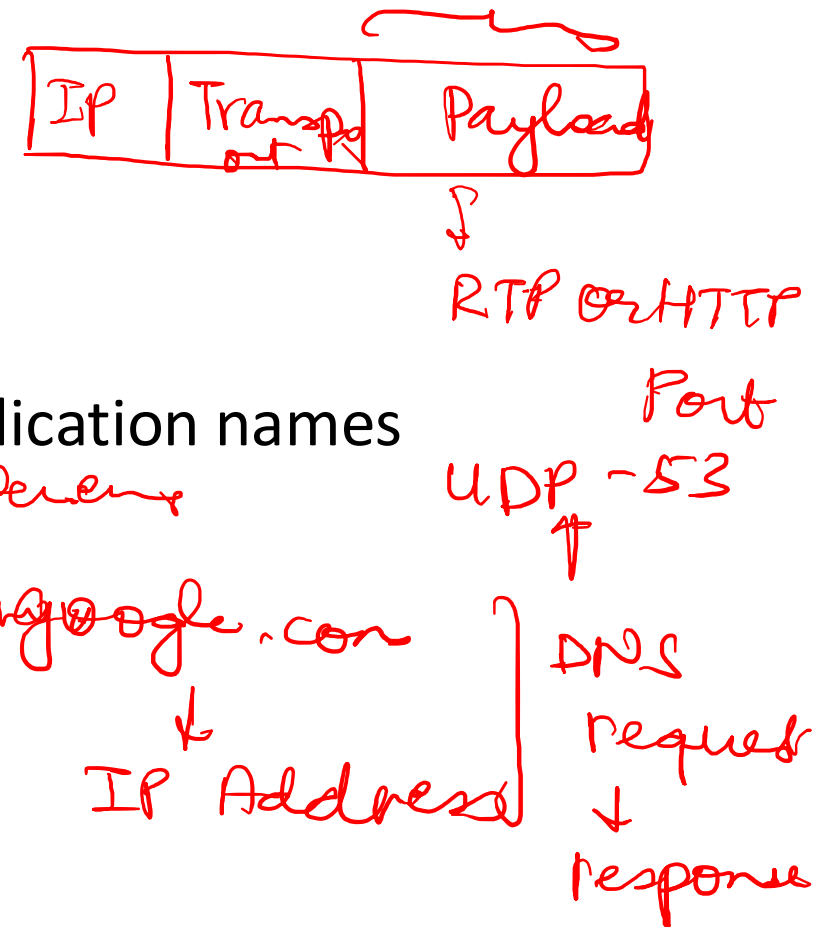 IP Transport Payload
RTP or HTTP
Port
lication names
UDP - 53
google.com
DNS
request
IP Address
response